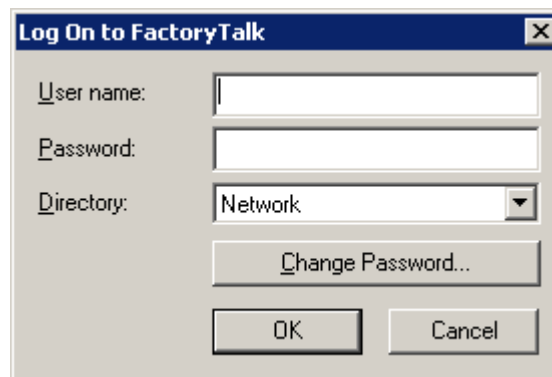 Log On to FactoryTalk
User name:
Password:
Directory: Network
Change Password...
OK Cancel